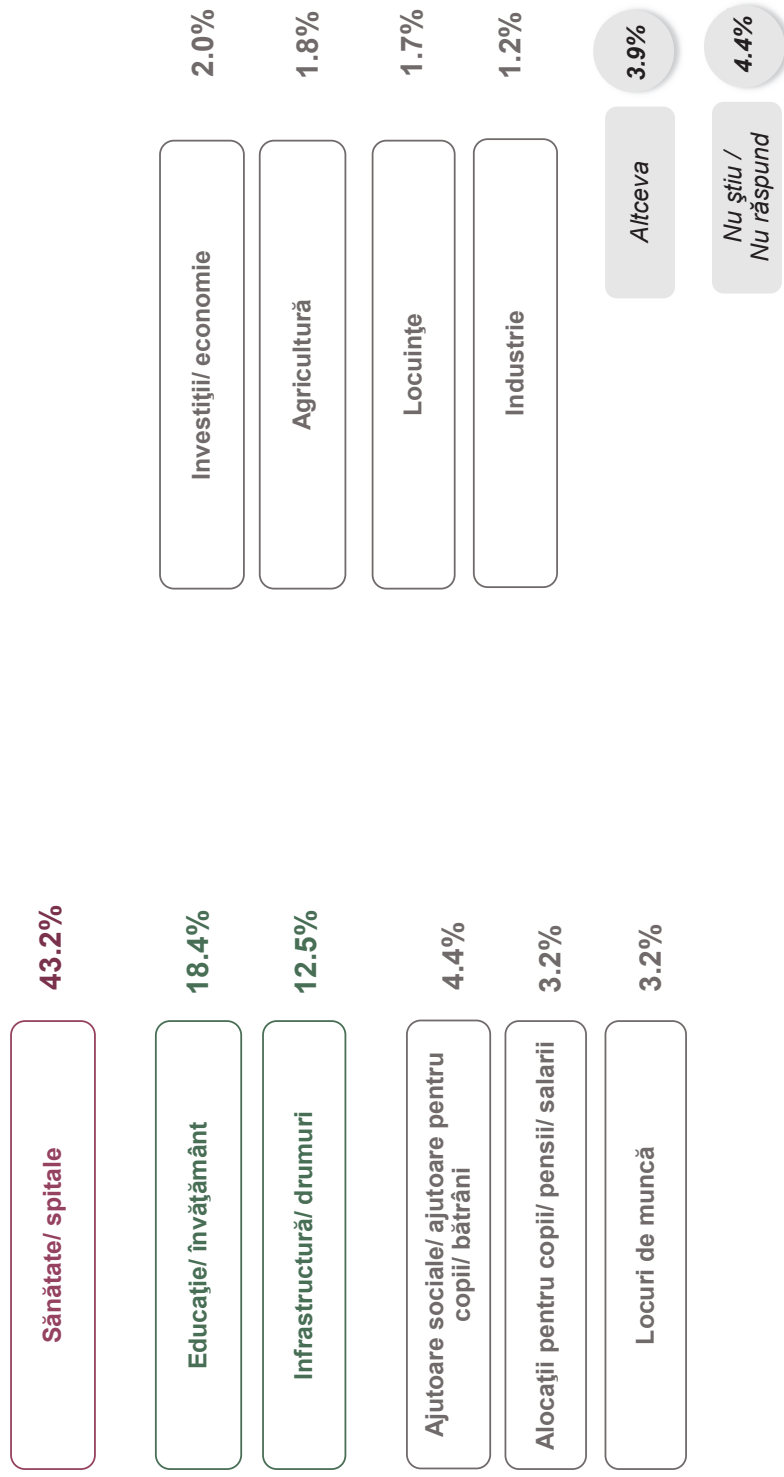 Sănătate/ spitale
43.2%
Educaţie/ învăţământ
18.4%
Infrastructură/ drumuri
12.5%
Ajutoare sociale/ ajutoare pentru
copii/ bătrâni
4.4%
Alocaţii pentru copii/ pensii/ salarii
3.2%
Locuri de muncă
3.2%
Investiţii/ economie
2.0%
Agricultură
1.8%
Locuinţe
1.7%
Industrie
1.2%
Altceva
3.9%
Nu ştiu /
Nu răspund
4.4%